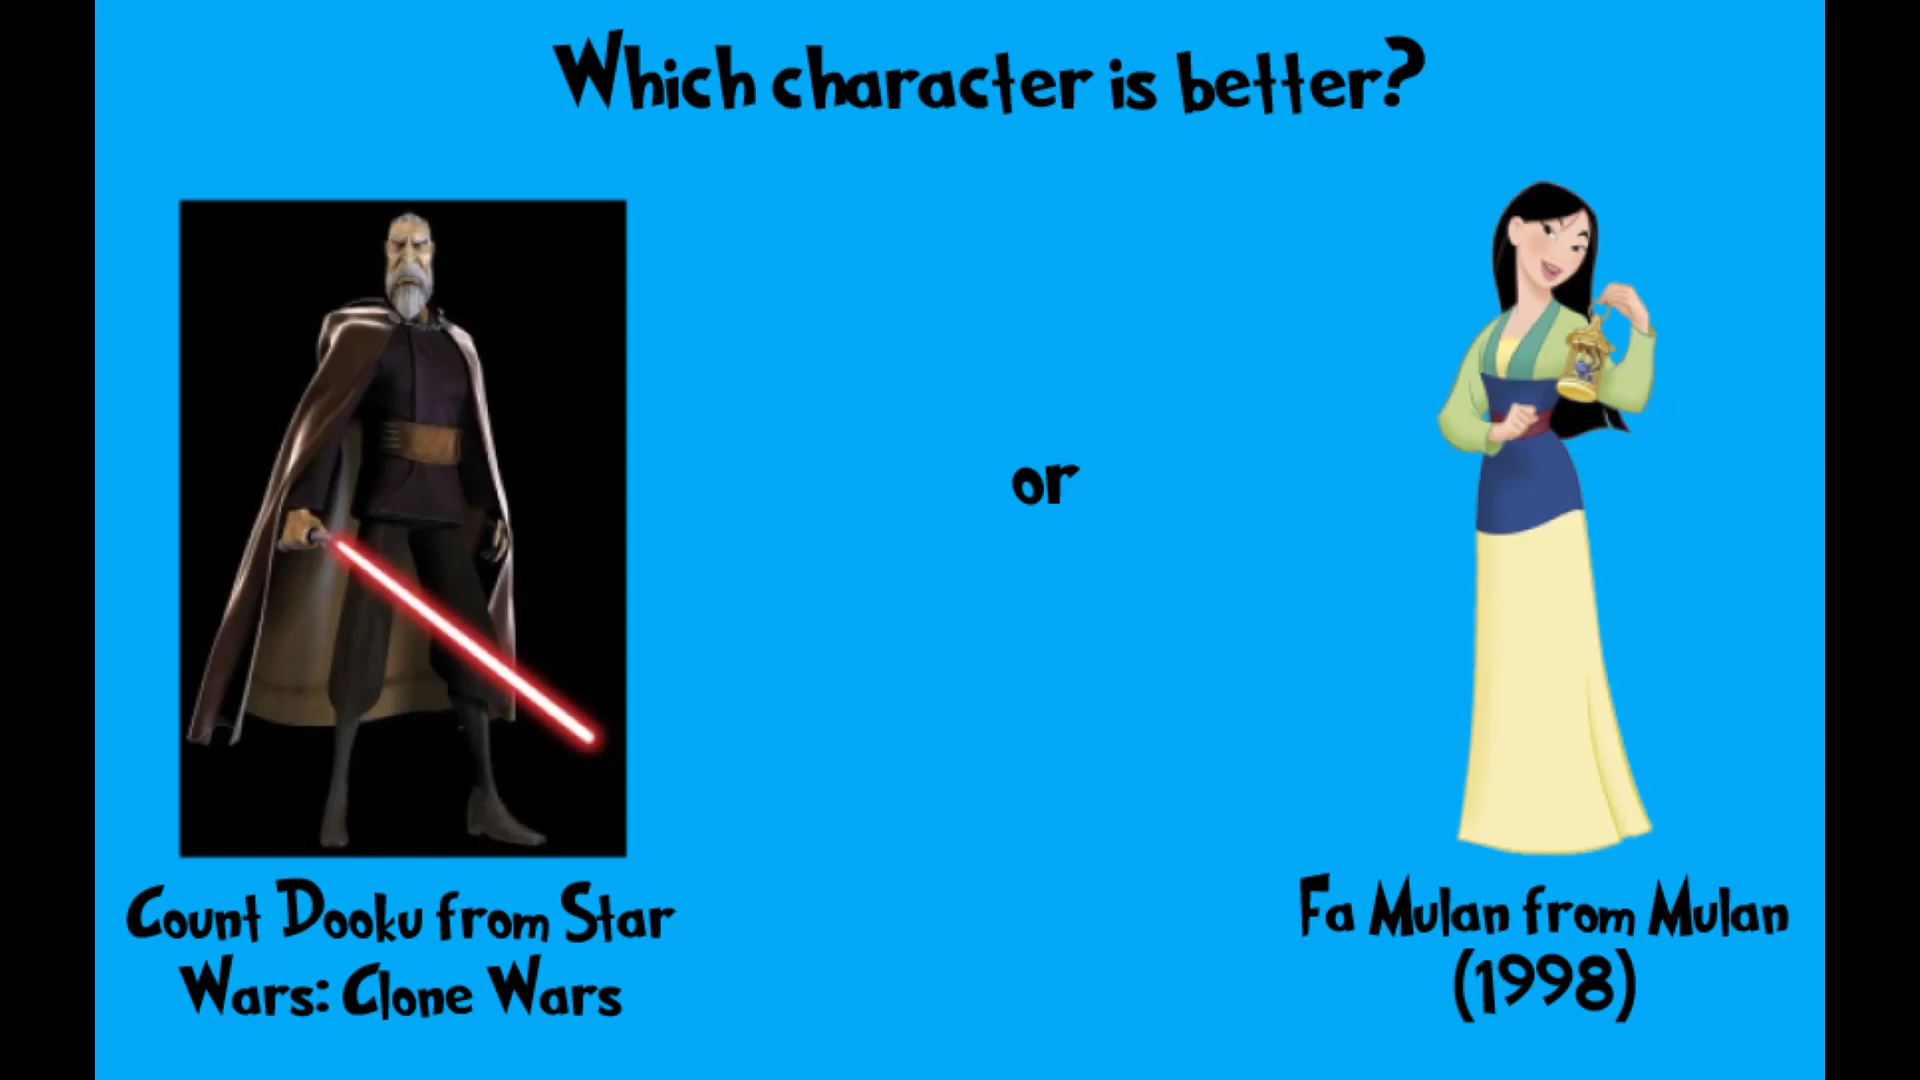 Which character is better?
or
Count Dooku from Star
Wars: Clone Wars
Fa Mulan from Mulan
(1998)